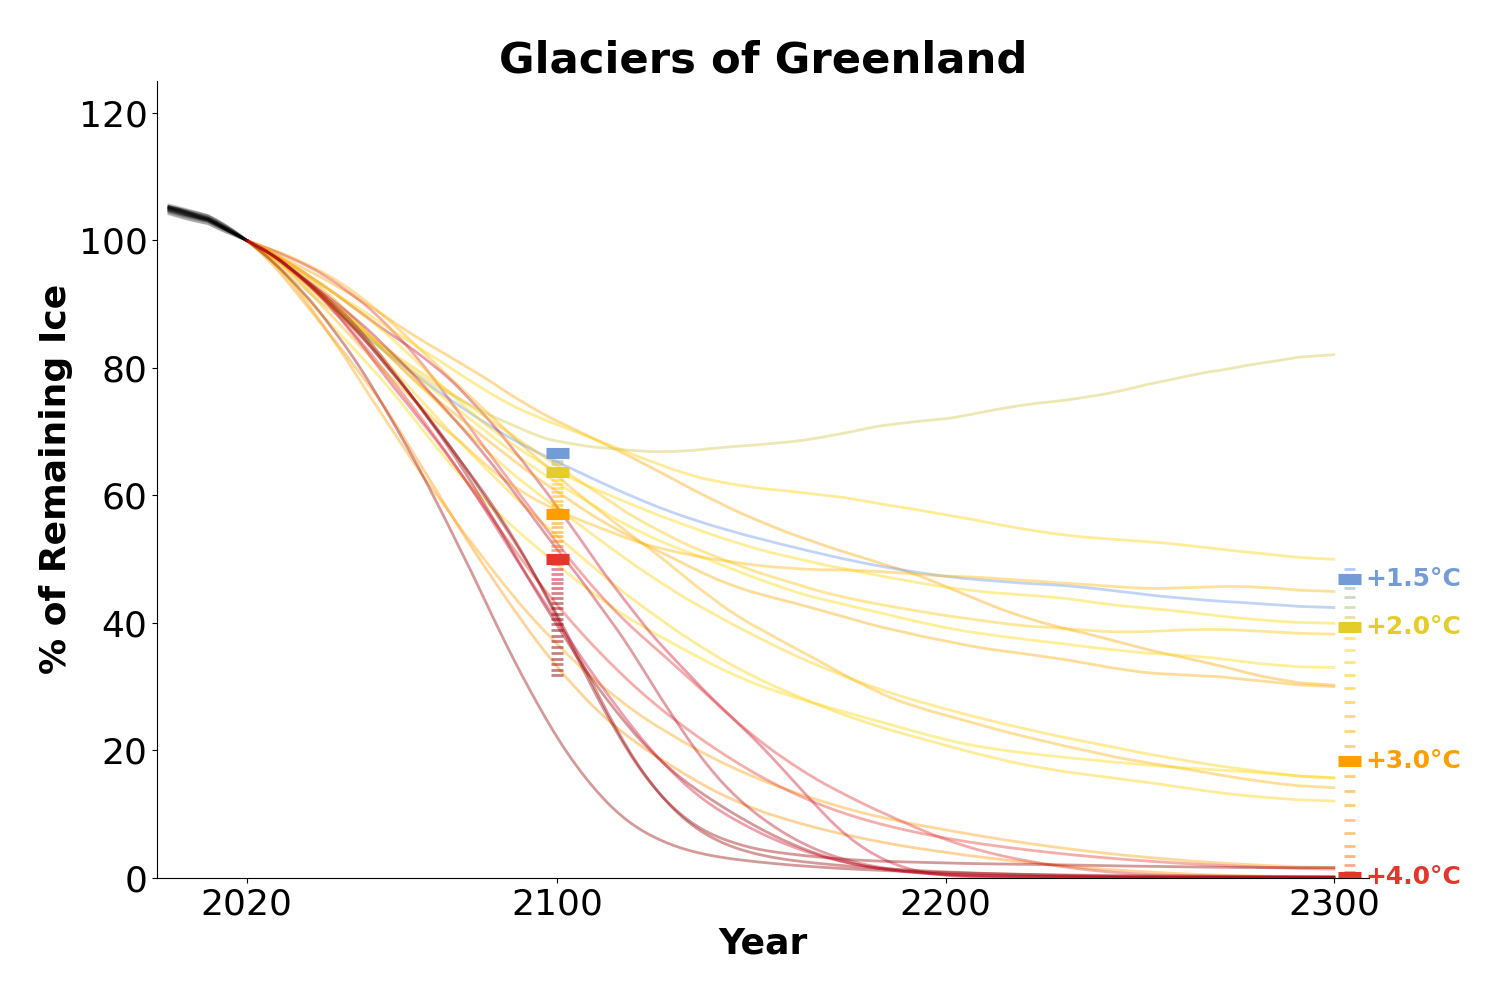 Glaciers of Greenland
120
100
80
60
40
20
0
% of Remaining Ice
+1.5°C
+2.0°C
+3.0°C
+4.0°C
2020 2100 2200 2300
Year